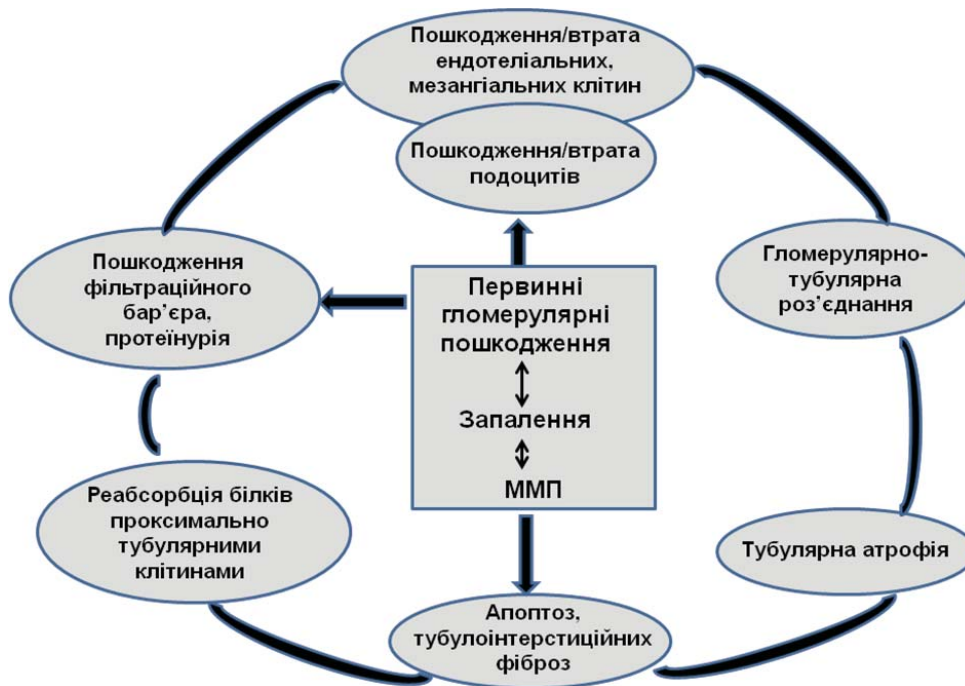 Пошкодження/втрата
ендотеліальних,
мезангіальних клітин
Пошкодження/втрата
подоцитів
Пошкодження
фільтраційного
бар’єра,
протеїнурія
Первинні
гломерулярні
пошкодження
Запалення
ММП
Гломерулярно-
тубулярна
роз’єднання
Реабсорбція білків
проксимально
тубулярними
клітинами
Тубулярна атрофія
Апоптоз,
тубулоінтерстиційних
фіброз